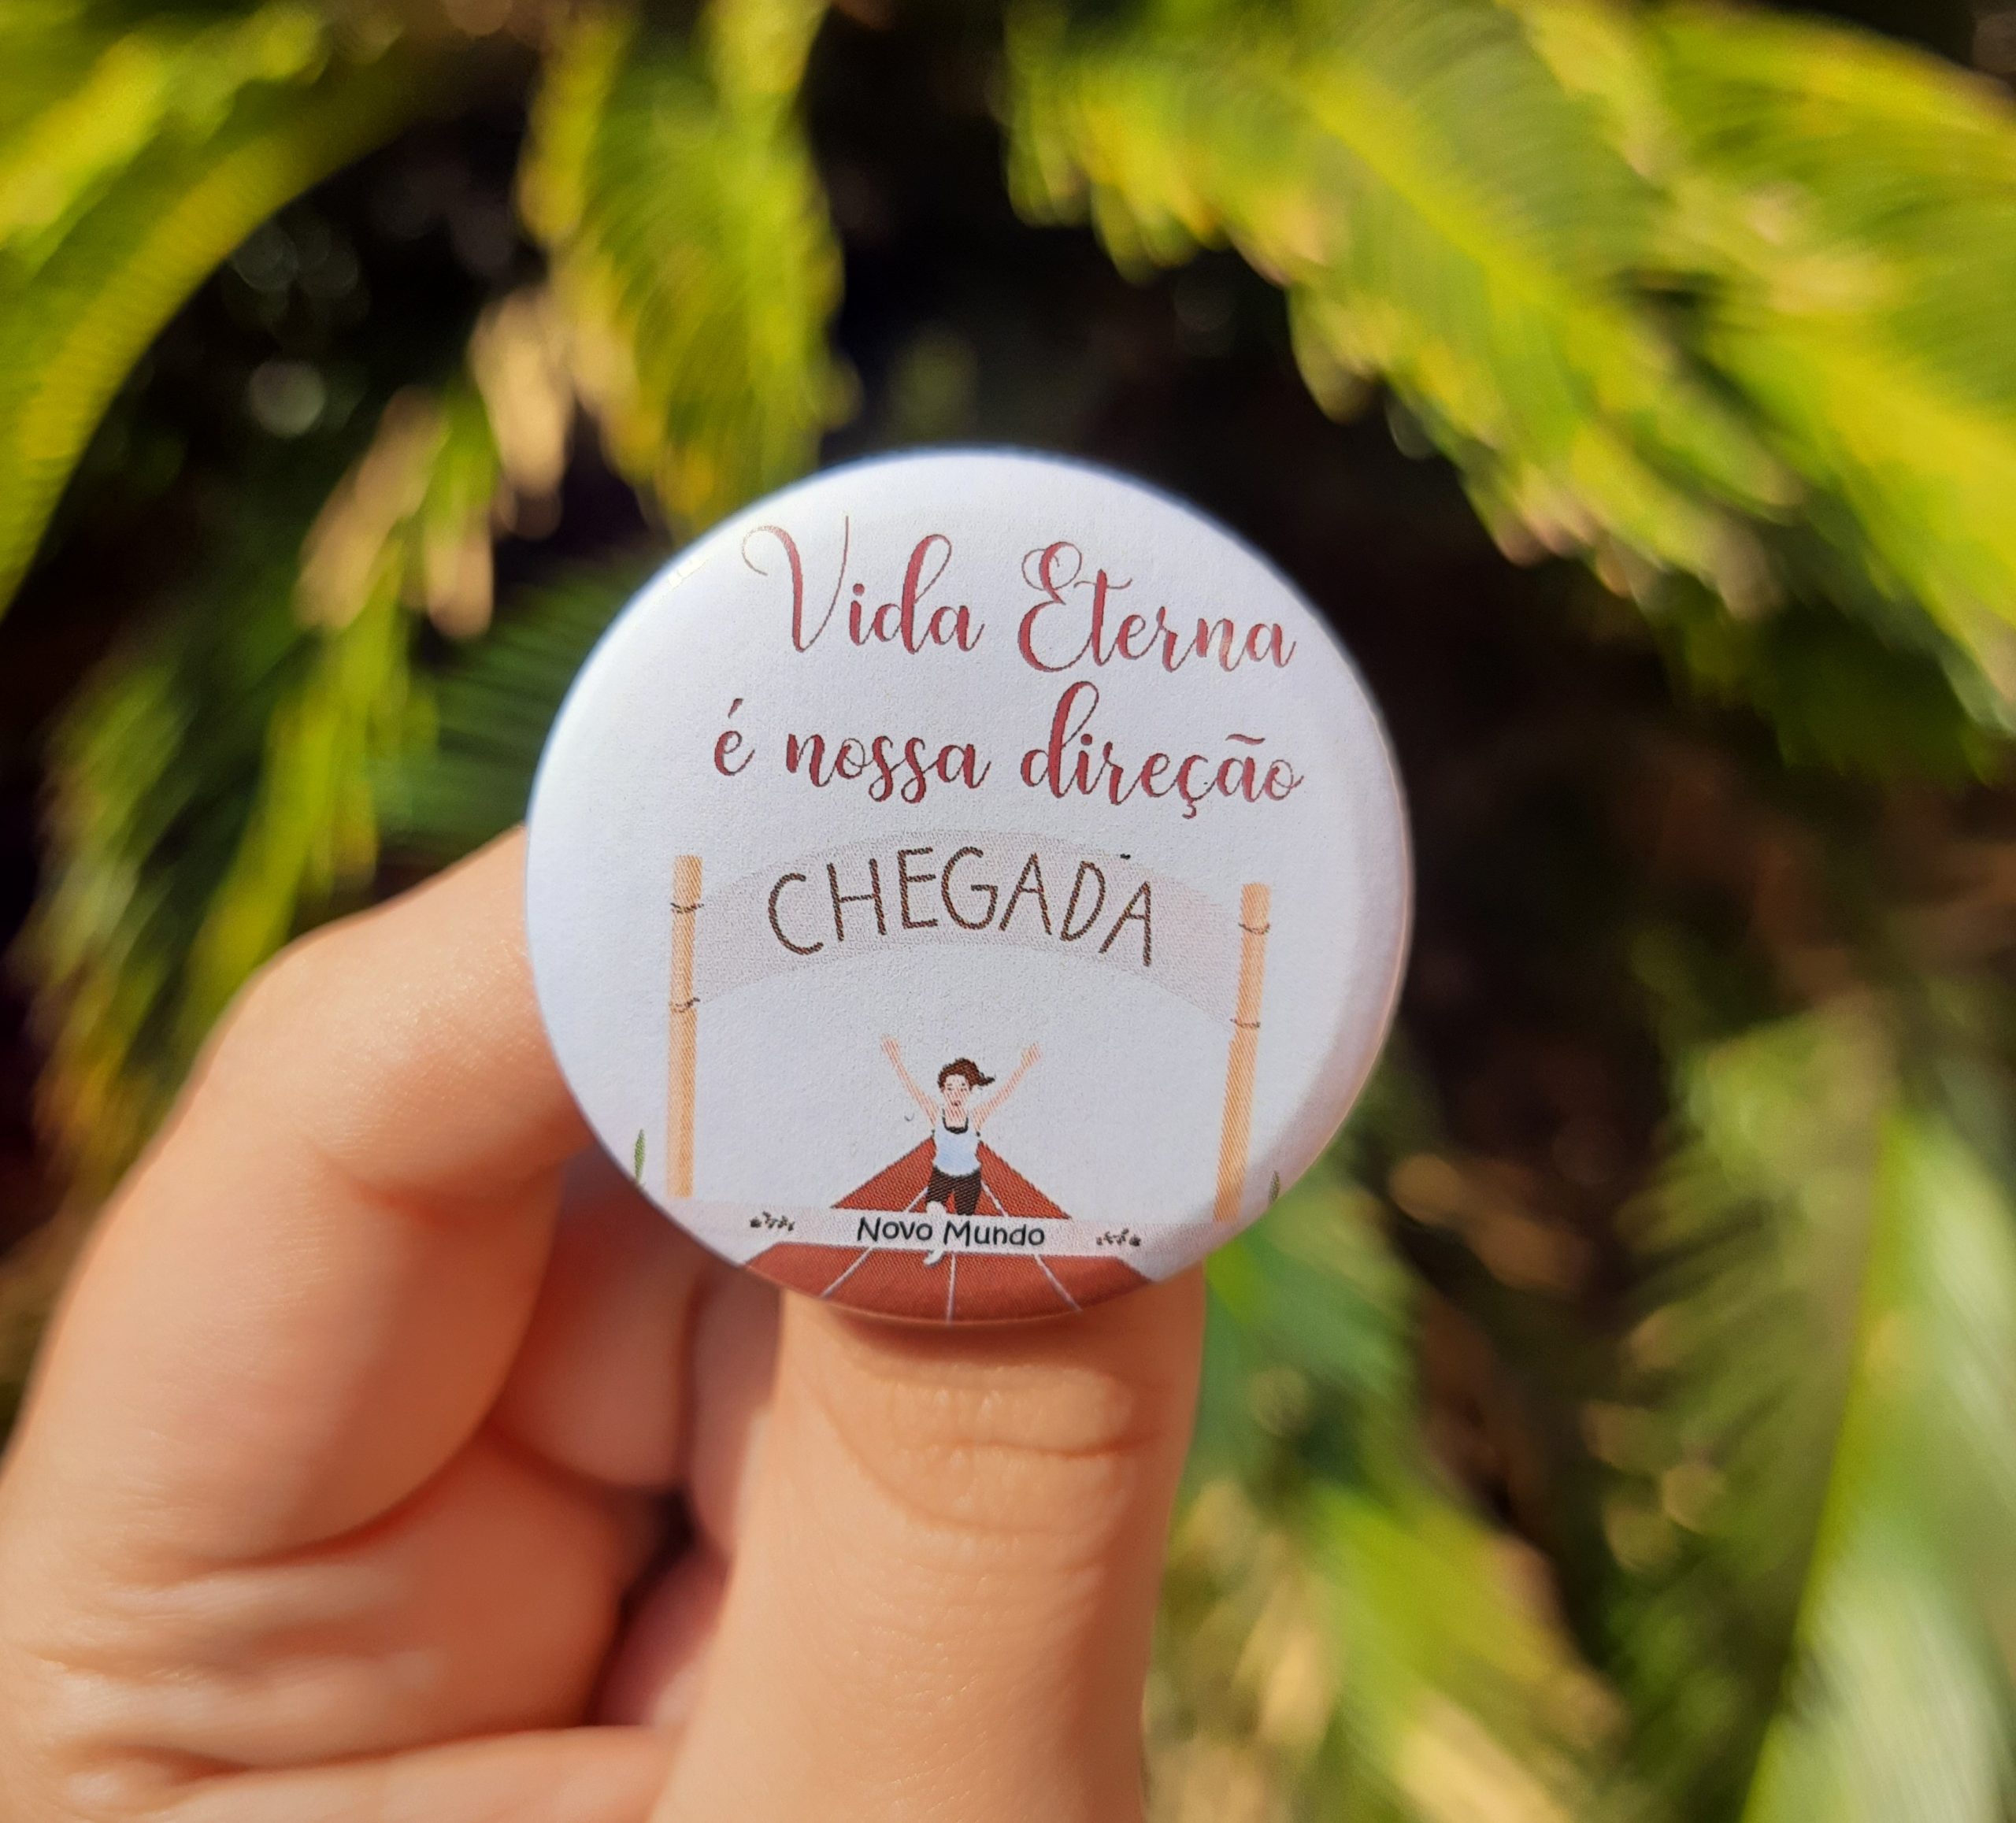 Vida Eterna
é nossa direção
CHEGADA
Novo Mundo